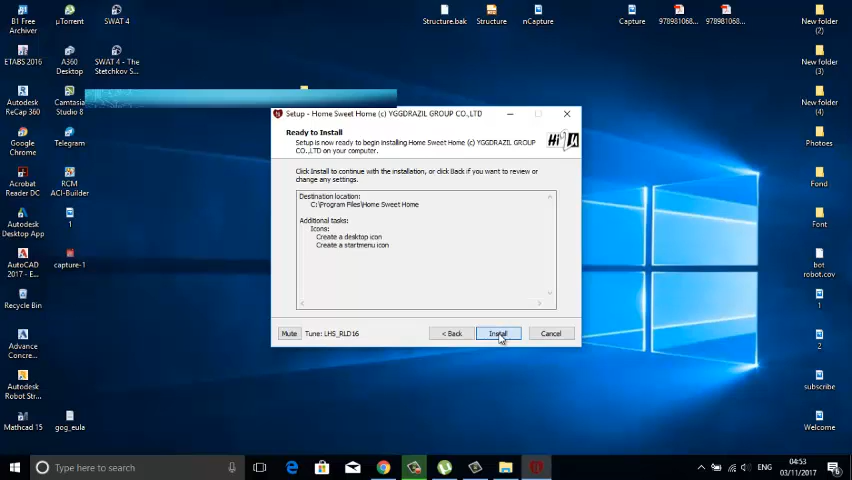 B1 Free
Archiver
µTorrent
SWAT 4
Structure.bak
Structure
nCapture
Capture
978981068...
978981068...
New folder
(2)
ETABS 2016
A360
Desktop
SWAT 4 - The
Stetchkov S...
New folder
(3)
Autodesk
ReCap 360
Camtasia
Studio 8
New folder
(4)
Setup - Home Sweet Home (c) YGGDRAZIL GROUP CO.,LTD
Ready to Install
Setup is now ready to begin installing Home Sweet Home (c) YGGDRAZIL GROUP
CO.,LTD on your computer.
Google
Chrome
Telegram
Photoes
Click Install to continue with the installation, or click Back if you want to review or
change any settings.
Acrobat
Reader DC
RCM
ACI-Builder
Fond
Destination location:
C:\Program Files\Home Sweet Home
Additional tasks:
Icons:
Create a desktop icon
Create a startmenu icon
Autodesk
Desktop App
1
Font
AutoCAD
2017 - E...
capture-1
bot
robot.cov
Recycle Bin
1
Mute
Tune: LHS_RLD16
< Back
Install
Cancel
Advance
Concre...
2
Autodesk
Robot Str...
subscribe
Mathcad 15
gog_eula
Welcome
Type here to search
ENG
04:53
03/11/2017